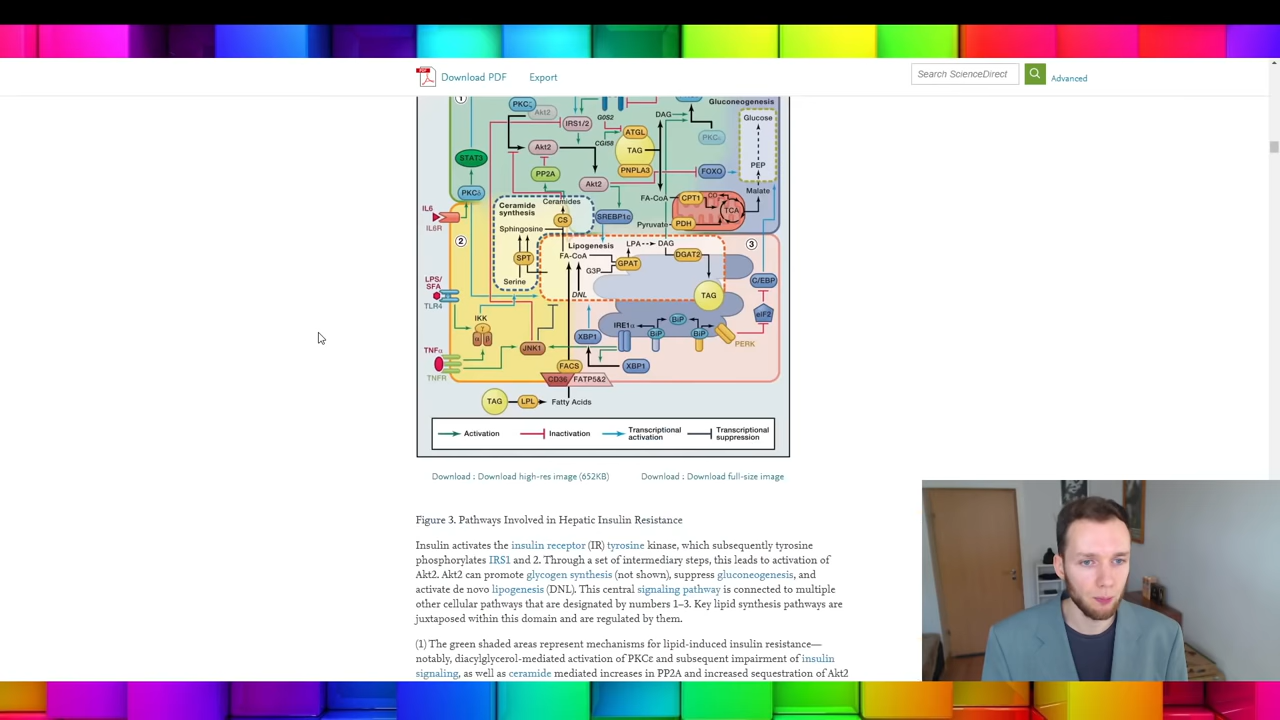 Download PDF
Export
Search ScienceDirect
Advanced
1
PKCε
Akt2
IRS1/2
G0S2
DAG
Gluconeogenesis
Glucose
ATGL
CGI58
TAG
PNPLA3
STAT3
Akt2
PP2A
FOXO
PEP
PKCδ
Akt2
FA-CoA
CPT1
Malate
IL6
IL6R
Ceramide
synthesis
Ceramides
CS
SREBP1c
TCA
Pyruvate
PDH
2
Sphingosine
Lipogenesis
LPA
DAG
3
SPT
FA-CoA
GPAT
DGAT2
G3P
Serine
DNL
TAG
C/EBP
LPS/
SFA
TLR4
IKK
γ
α
β
eIF2
XBP1
IRE1α
BiP
BiP
BiP
PERK
TNFα
TNFR
JNK1
FACS
XBP1
CD36
FATP5&2
TAG
LPL
Fatty Acids
Activation
Inactivation
Transcriptional
activation
Transcriptional
suppression
Download : Download high-res image (652KB)
Download : Download full-size image
Figure 3. Pathways Involved in Hepatic Insulin Resistance
Insulin activates the insulin receptor (IR) tyrosine kinase, which subsequently tyrosine
phosphorylates IRS1 and 2. Through a set of intermediary steps, this leads to activation of
Akt2. Akt2 can promote glycogen synthesis (not shown), suppress gluconeogenesis, and
activate de novo lipogenesis (DNL). This central signaling pathway is connected to multiple
other cellular pathways that are designated by numbers 1–3. Key lipid synthesis pathways are
juxtaposed within this domain and are regulated by them.
(1) The green shaded areas represent mechanisms for lipid-induced insulin resistance—
notably, diacylglycerol-mediated activation of PKCε and subsequent impairment of insulin
signaling, as well as ceramide mediated increases in PP2A and increased sequestration of Akt2